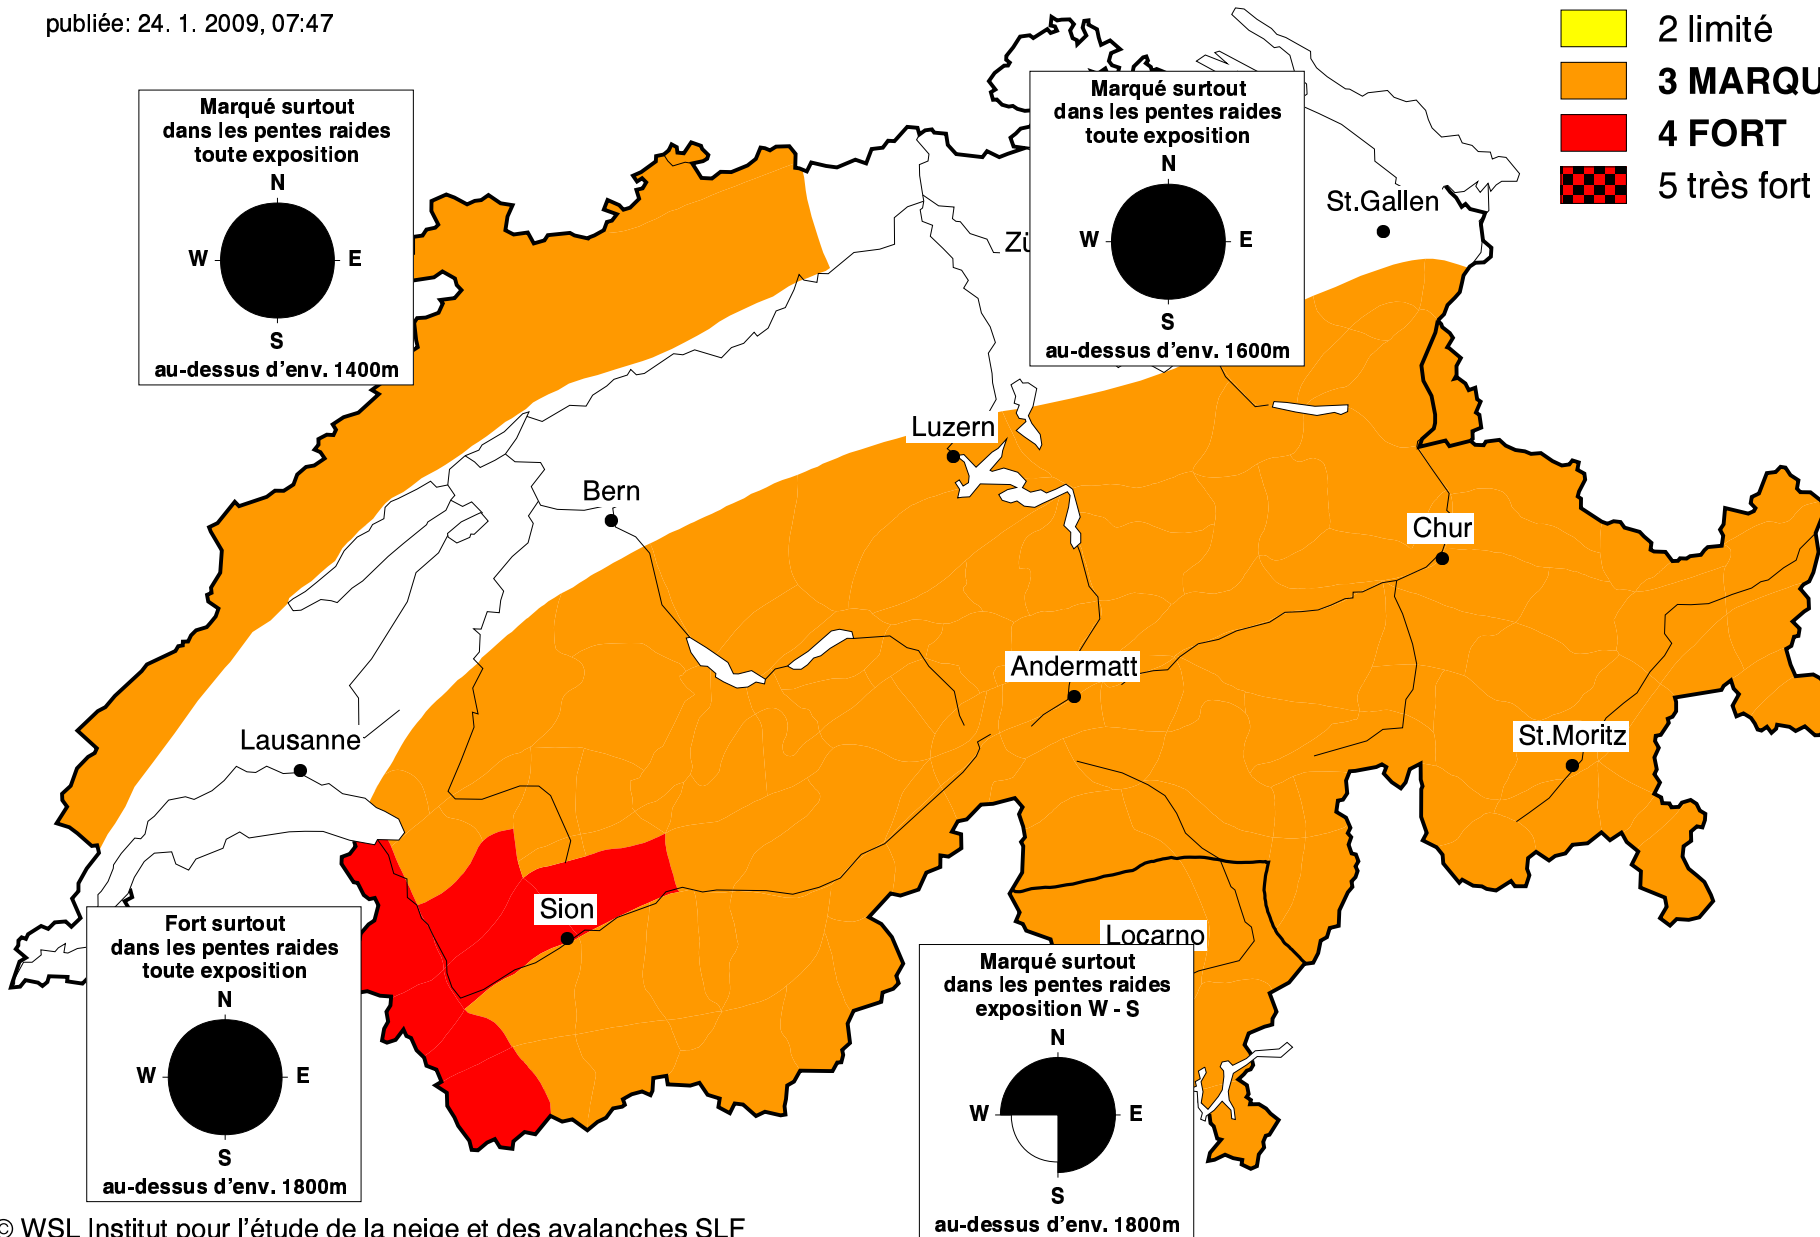 publiée: 24. 1. 2009, 07:47
2 limité
3 MARQU
4 FORT
5 très fort
Marqué surtout
dans les pentes raides
toute exposition
N
W E
S
au-dessus d'env. 1400m
Marqué surtout
dans les pentes raides
toute exposition
N
W E
S
au-dessus d'env. 1600m
St.Gallen
Zü
Luzern
Bern
Chur
Andermatt
St.Moritz
Lausanne
Sion
Locarno
Fort surtout
dans les pentes raides
toute exposition
N
W E
S
au-dessus d'env. 1800m
Marqué surtout
dans les pentes raides
exposition W - S
N
W E
S
au-dessus d'env. 1800m
© WSL Institut pour l'étude de la neige et des avalanches SLF